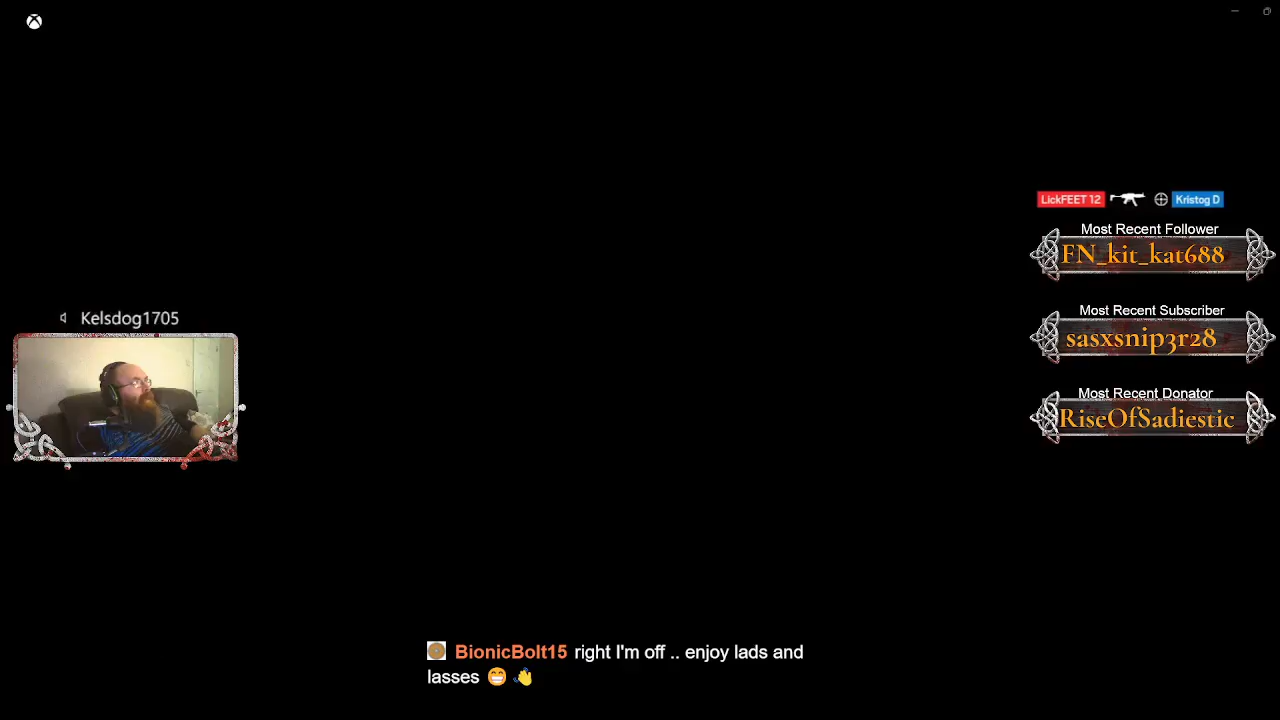 LickFEET 12 Kristog D
Most Recent Follower
FN_kit_kat688
Most Recent Subscriber
Kelsdog1705
sasxsnip3r28
Most Recent Donator
RiseOfSadiestic
BionicBolt15 right I'm off .. enjoy lads and
lasses 😁 👋